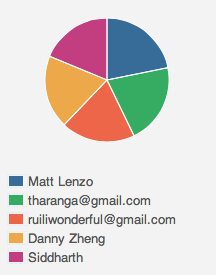 Matt Lenzo
tharanga@gmail.com
ruiliwonderful@gmail.com
Danny Zheng
Siddharth